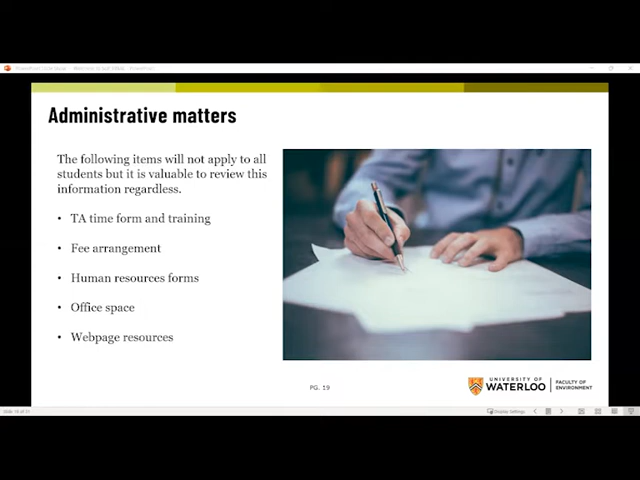 Administrative matters
The following items will not apply to all
students but it is valuable to review this
information regardless.
• TA time form and training
• Fee arrangement
• Human resources forms
• Office space
• Webpage resources
PG. 19
UNIVERSITY OF
WATERLOO
FACULTY OF
ENVIRONMENT
Display Settings